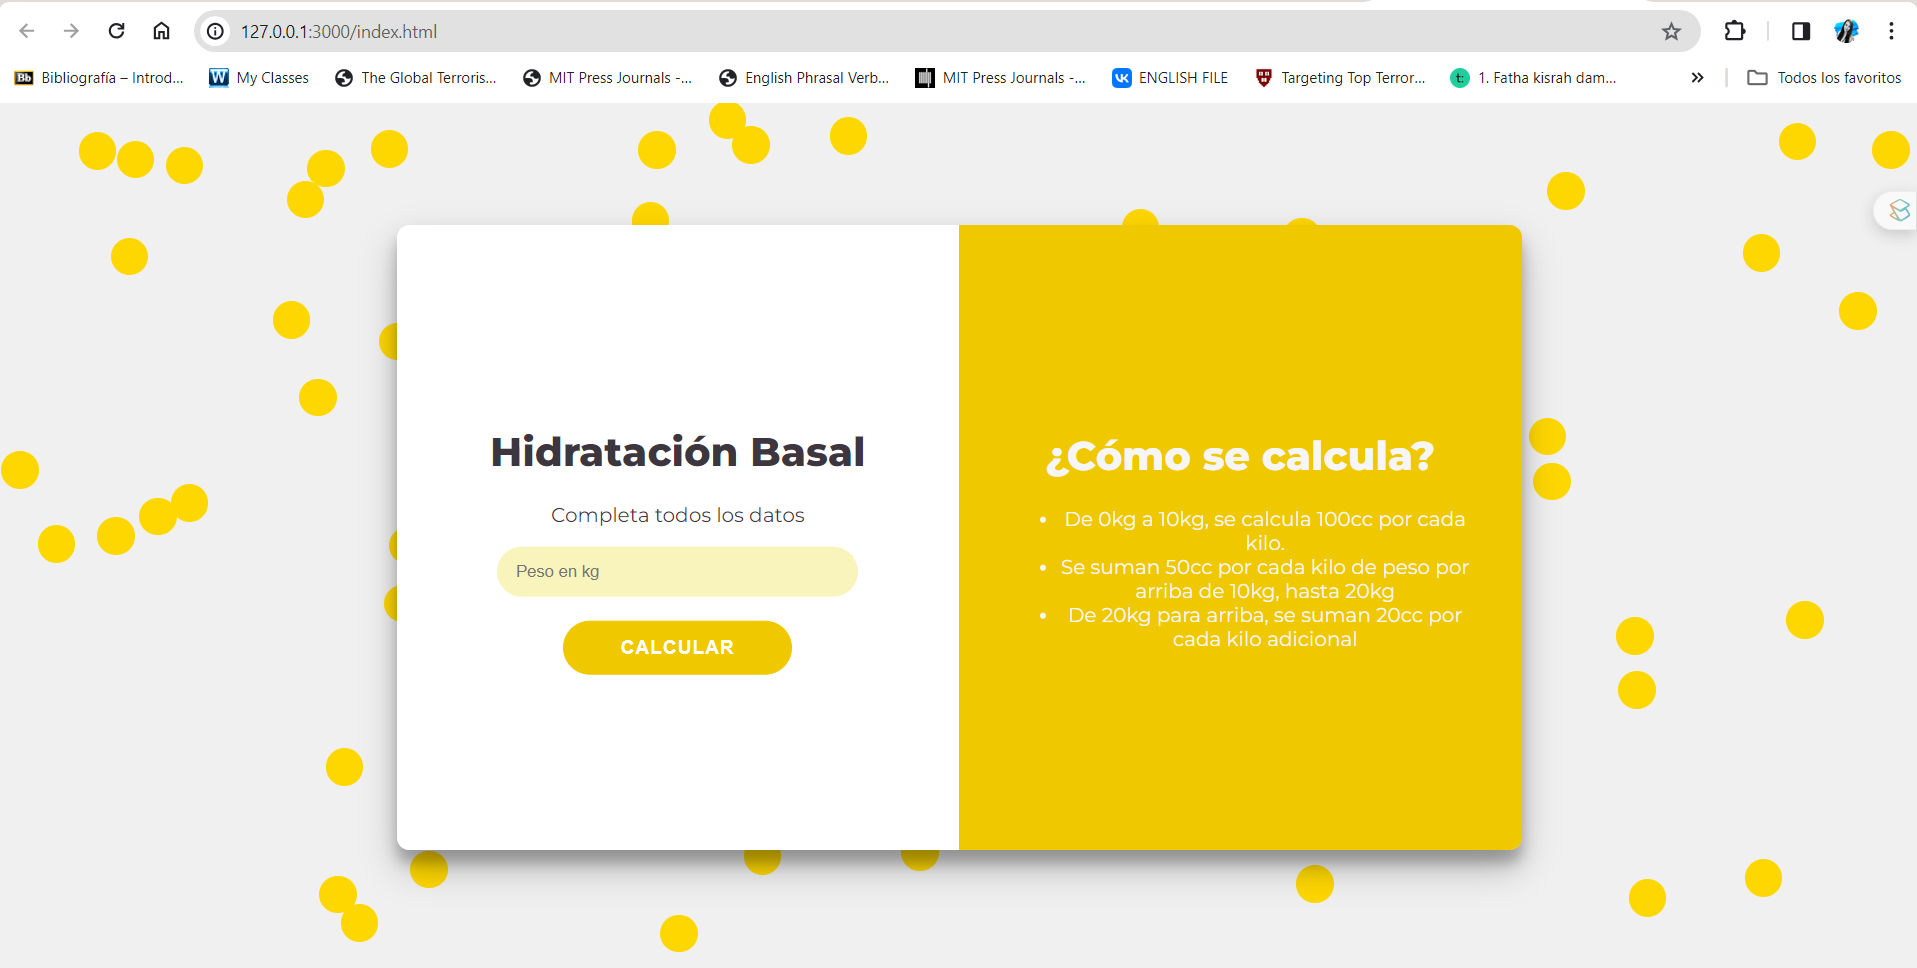 127.0.0.1:3000/index.html
Bb Bibliografía – Introd... W My Classes The Global Terroris... MIT Press Journals -... English Phrasal Verb... MIT Press Journals -... VK ENGLISH FILE Targeting Top Terror... t: 1. Fatha kisrah dam... » Todos los favoritos
Hidratación Basal
Completa todos los datos
Peso en kg
CALCULAR
¿Cómo se calcula?
• De 0kg a 10kg, se calcula 100cc por cada
kilo.
• Se suman 50cc por cada kilo de peso por
arriba de 10kg, hasta 20kg
• De 20kg para arriba, se suman 20cc por
cada kilo adicional